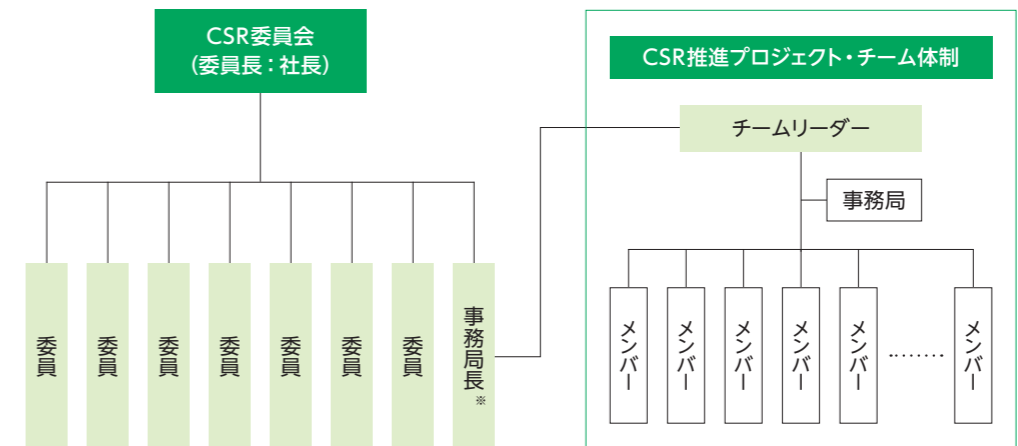 CSR委員会
(委員長：社長)
委員
委員
委員
委員
委員
委員
委員
事務局長※
CSR推進プロジェクト・チーム体制
チームリーダー
事務局
メンバー
メンバー
メンバー
メンバー
メンバー
………
メンバー